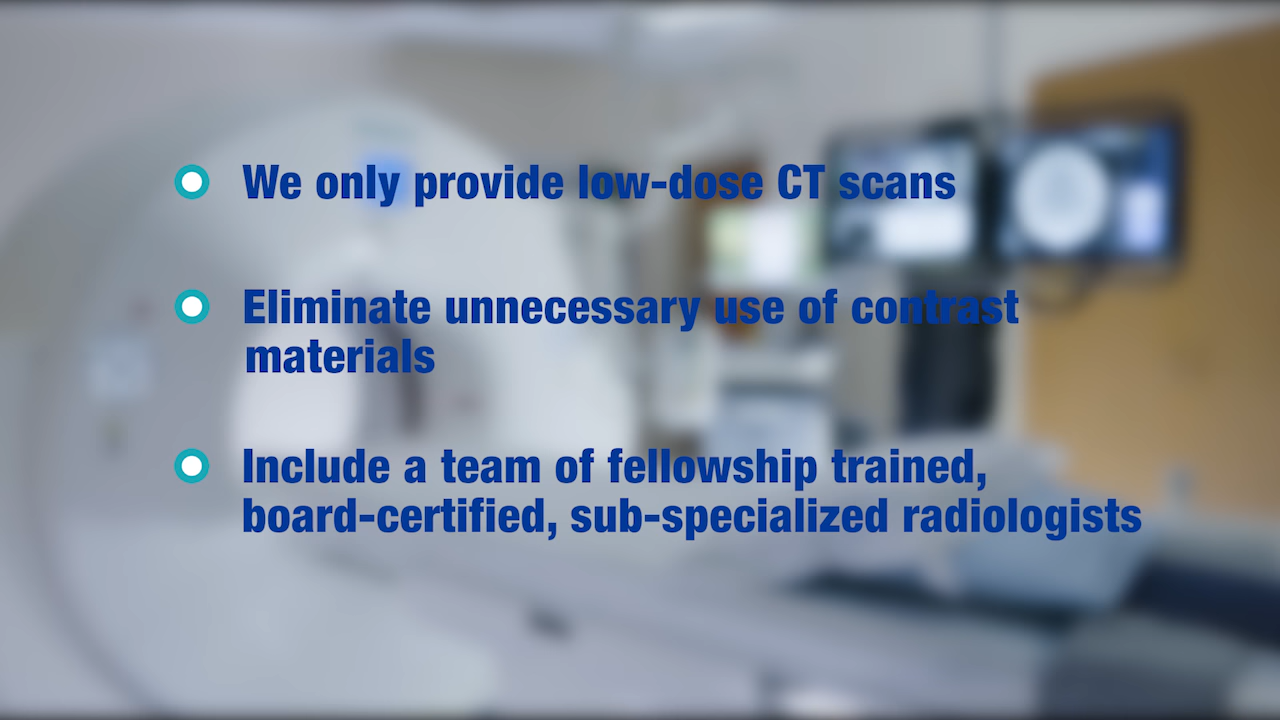 We only provide low-dose CT scans
Eliminate unnecessary use of contrast
materials
Include a team of fellowship trained,
board-certified, sub-specialized radiologists